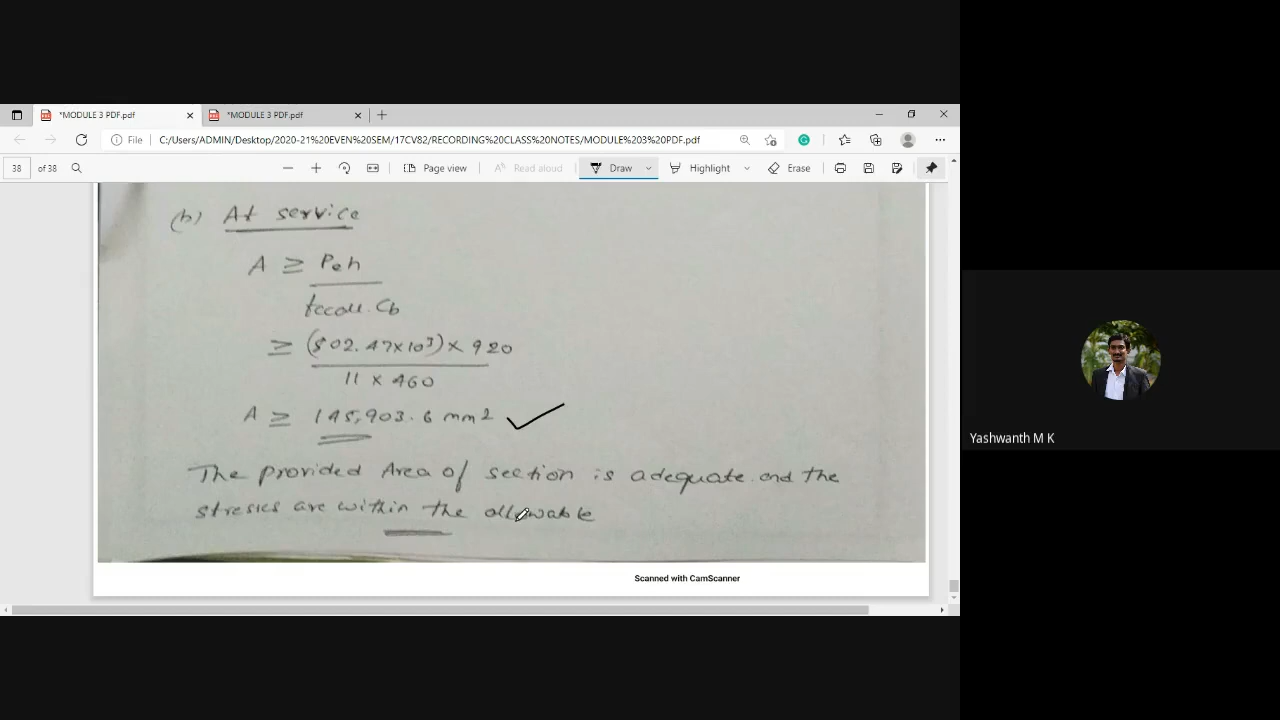 *MODULE 3 PDF.pdf
*MODULE 3 PDF.pdf
File C:/Users/ADMIN/Desktop/2020-21%20EVEN%20SEM/17CV82/RECORDING%20CLASS%20NOTES/MODULE%203%20PDF.pdf
38 of 38 Page view Read aloud Draw Highlight Erase
(b) At service
A ≥ Peh
fccall.Cb
≥ (802.47x10³) x 920
11 x 460
A ≥ 145,903.6 mm2
The provided Area of section is adequate and the
stresses are within the allowable
Scanned with CamScanner
Yashwanth M K